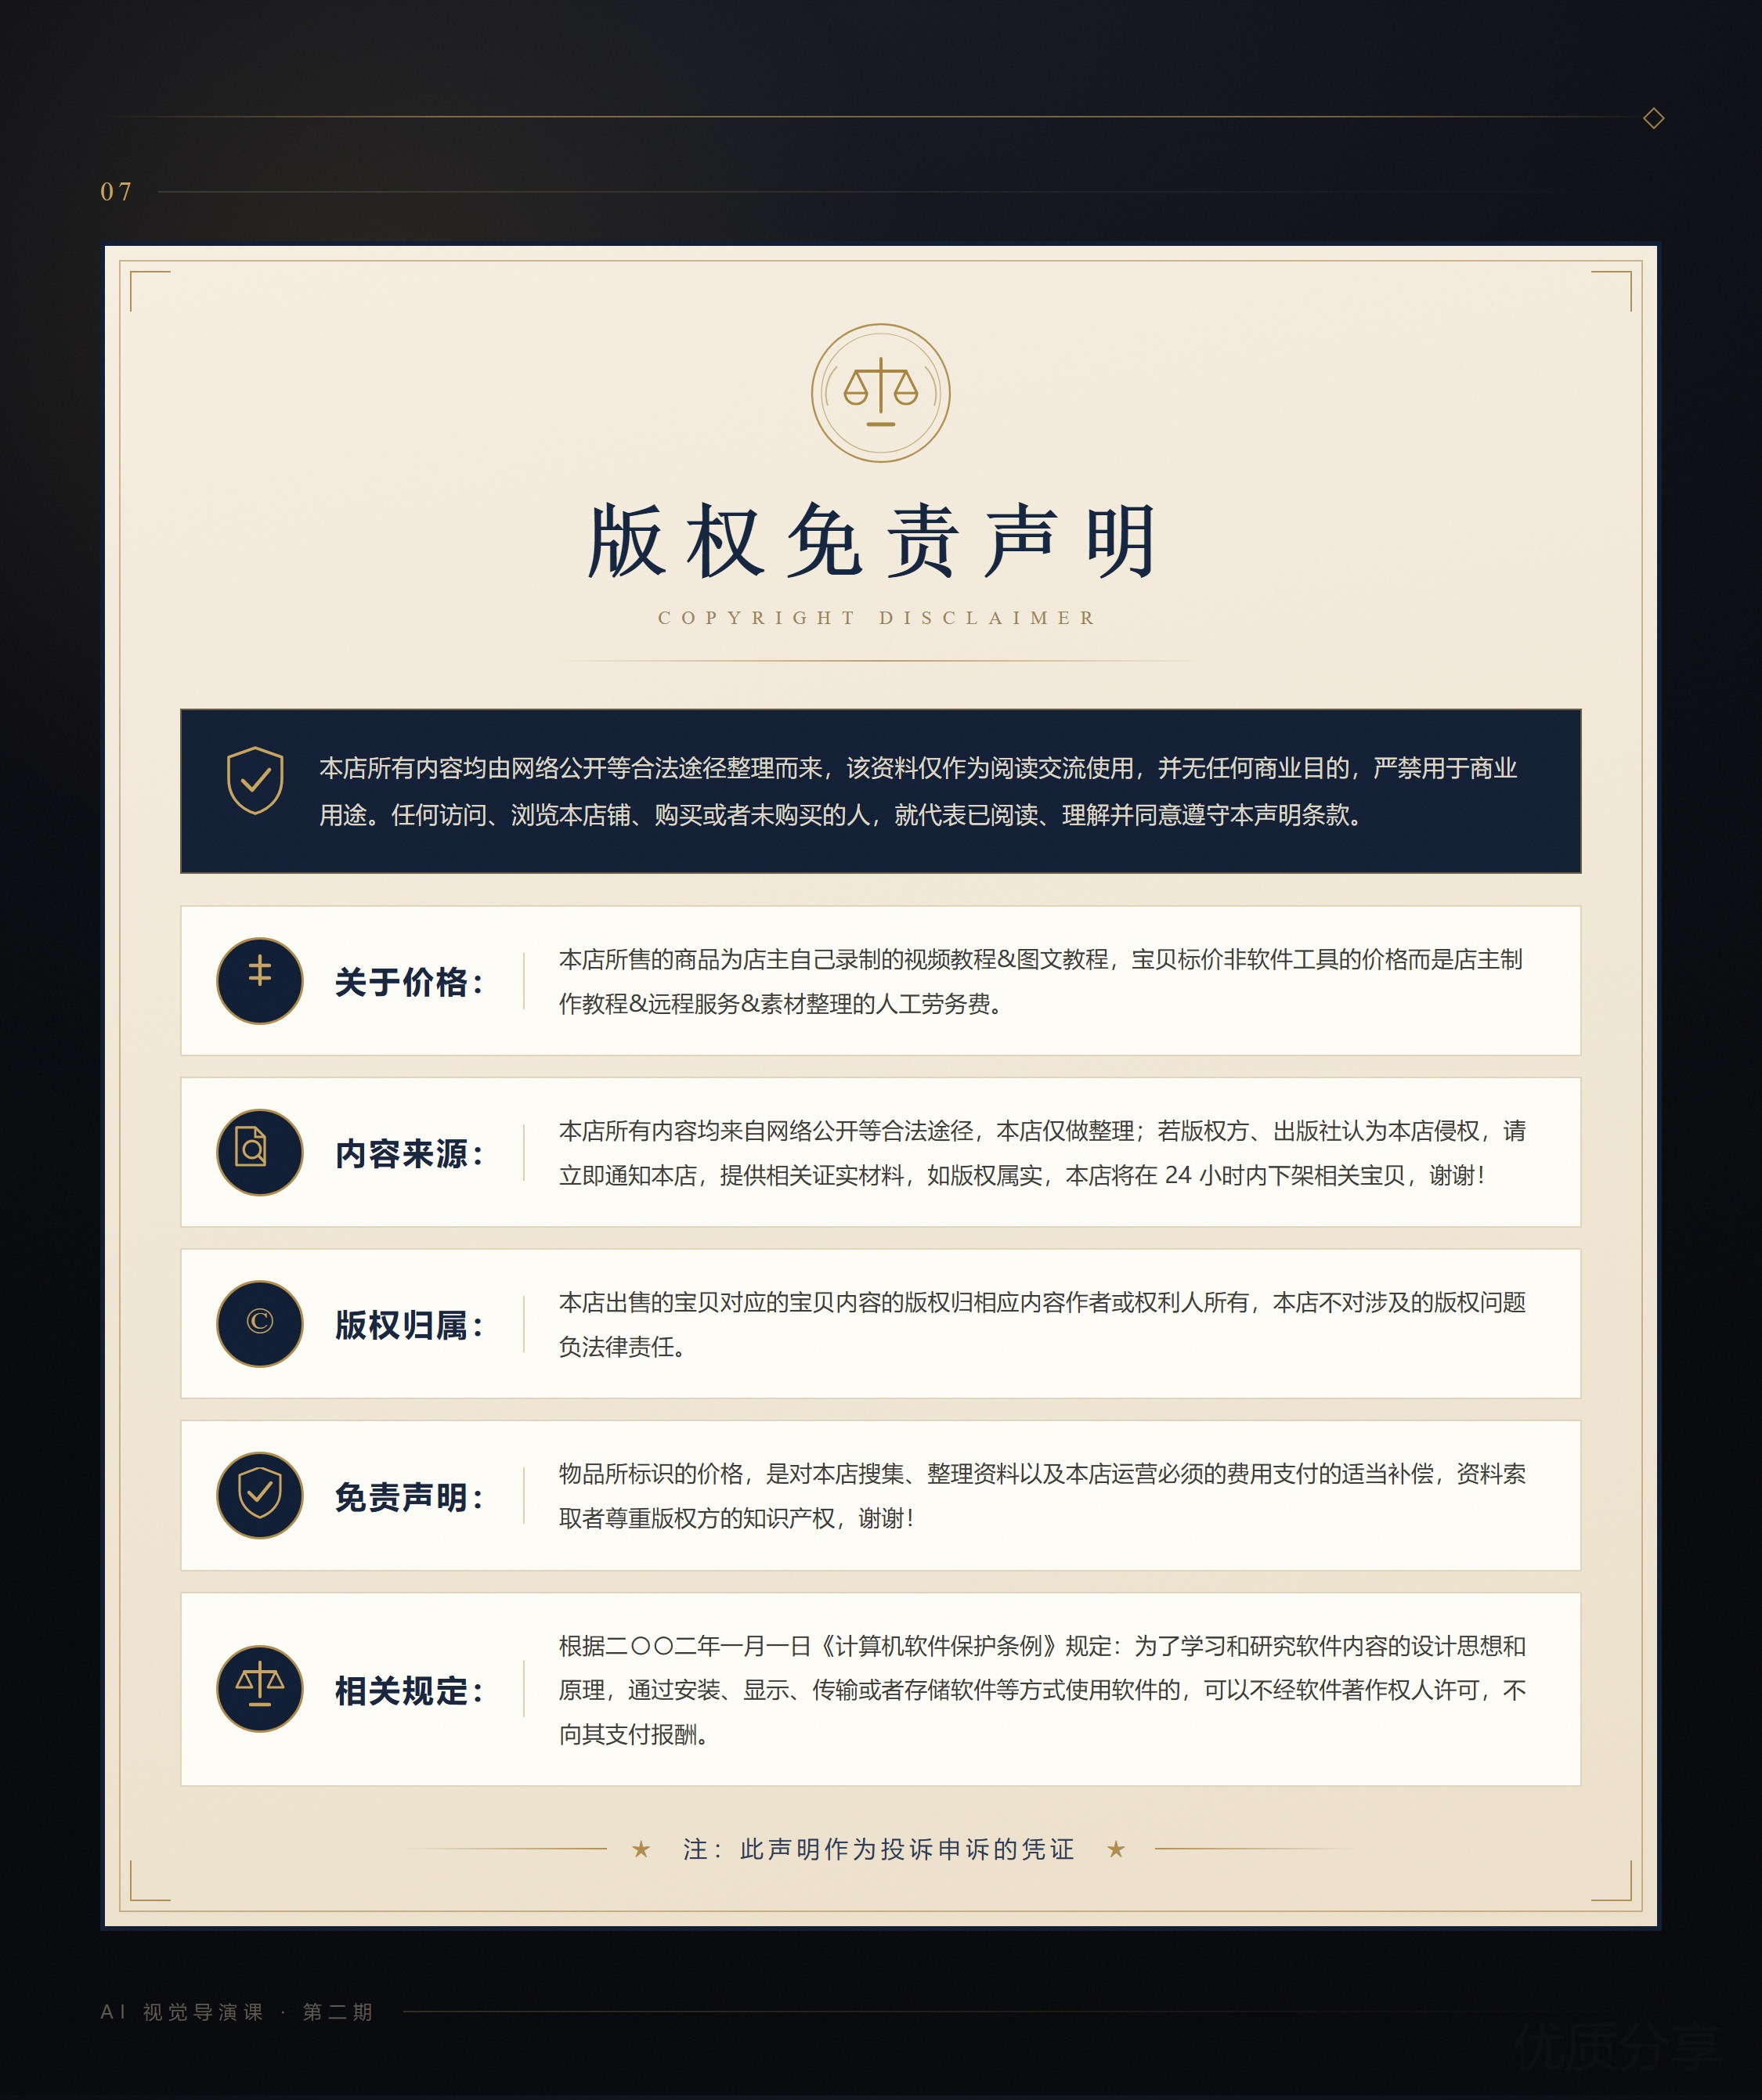 07
版权免责声明
COPYRIGHT DISCLAIMER
本店所有内容均由网络公开等合法途径整理而来，该资料仅作为阅读交流使用，并无任何商业目的，严禁用于商业
用途。任何访问、浏览本店铺、购买或者未购买的人，就代表已阅读、理解并同意遵守本声明条款。
关于价格：
本店所售的商品为店主自己录制的视频教程&图文教程，宝贝标价非软件工具的价格而是店主制
作教程&远程服务&素材整理的人工劳务费。
内容来源：
本店所有内容均来自网络公开等合法途径，本店仅做整理；若版权方、出版社认为本店侵权，请
立即通知本店，提供相关证实材料，如版权属实，本店将在 24 小时内下架相关宝贝，谢谢！
©
版权归属：
本店出售的宝贝对应的宝贝内容的版权归相应内容作者或权利人所有，本店不对涉及的版权问题
负法律责任。
免责声明：
物品所标识的价格，是对本店搜集、整理资料以及本店运营必须的费用支付的适当补偿，资料索
取者尊重版权方的知识产权，谢谢！
相关规定：
根据二〇〇二年一月一日《计算机软件保护条例》规定：为了学习和研究软件内容的设计思想和
原理，通过安装、显示、传输或者存储软件等方式使用软件的，可以不经软件著作权人许可，不
向其支付报酬。
★ 注：此声明作为投诉申诉的凭证 ★
AI 视觉导演课 · 第二期
优质分享